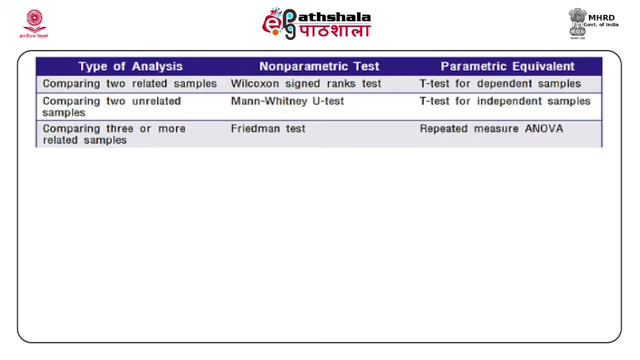 ePathshala
पाठशाला
MHRD
Govt. of India
Type of Analysis Nonparametric Test Parametric Equivalent
Comparing two related samples Wilcoxon signed ranks test T-test for dependent samples
Comparing two unrelated Mann-Whitney U-test T-test for independent samples
samples
Comparing three or more Friedman test Repeated measure ANOVA
related samples